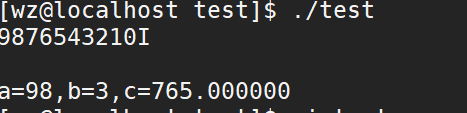 [wz@localhost test]$ ./test
9876543210I
a=98,b=3,c=765.000000